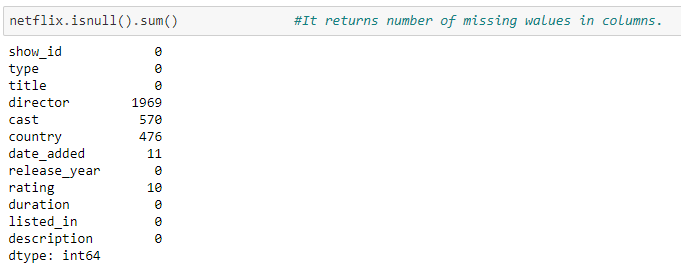 netflix.isnull().sum() #It returns number of missing walues in columns.
show_id 0
type 0
title 0
director 1969
cast 570
country 476
date_added 11
release_year 0
rating 10
duration 0
listed_in 0
description 0
dtype: int64